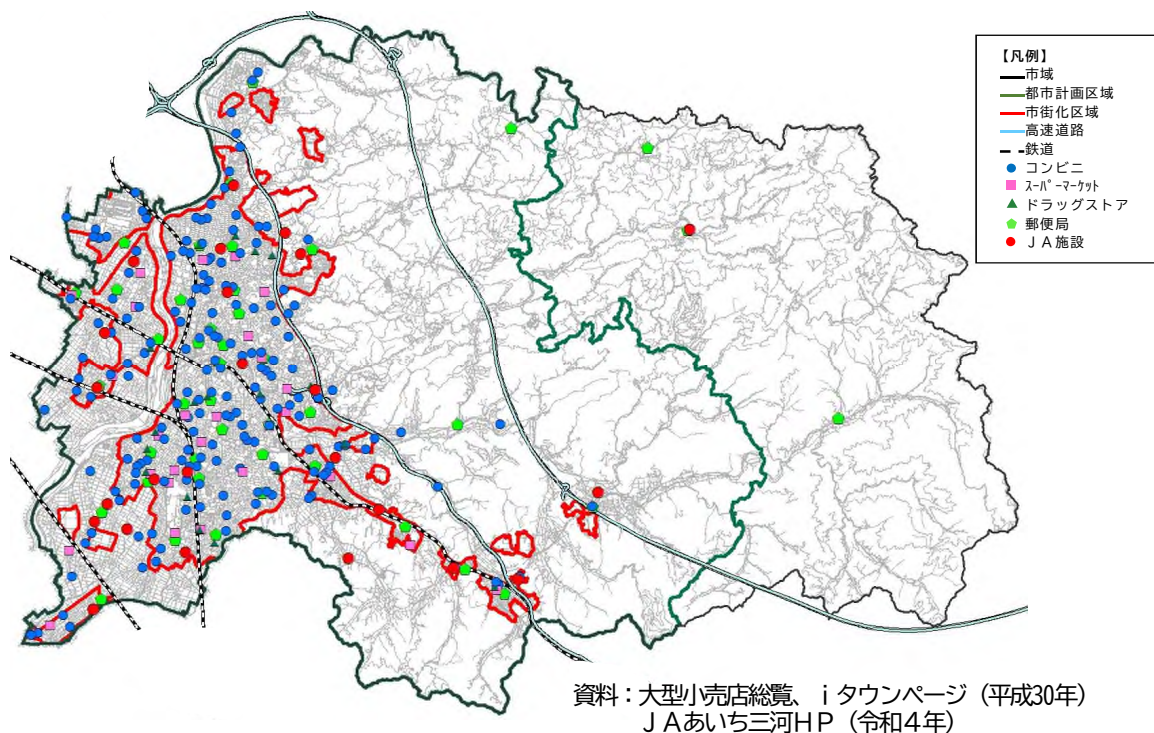 【凡例】
市域
都市計画区域
市街化区域
高速道路
鉄道
コンビニ
ｽｰﾊﾟｰﾏｰｹｯﾄ
ドラッグストア
郵便局
ＪＡ施設
資料：大型小売店総覧、ｉタウンページ（平成30年）
ＪＡあいち三河ＨＰ（令和４年）